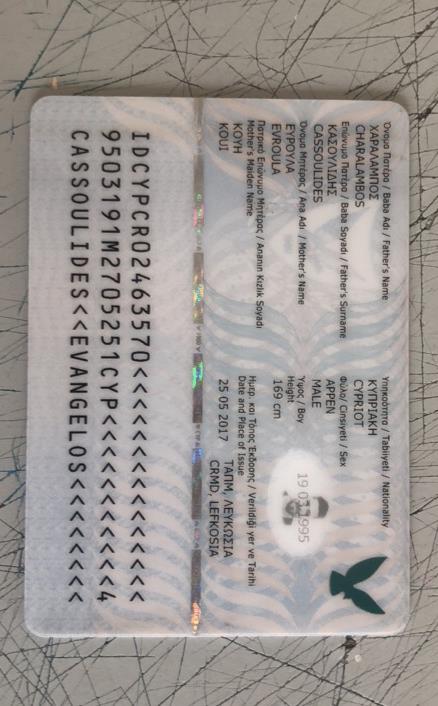 Όνομα Πατέρα / Baba Adı / Father's Name
ΧΑΡΑΛΑΜΠΟΣ
CHARALAMBOS
Επώνυμο Πατέρα / Baba Soyadı / Father's Surname
ΚΑΣΟΥΛΙΔΗΣ
CASSOULIDES
Όνομα Μητέρας / Ana Adı / Mother's Name
ΕΥΡΟΥΛΑ
EVROULA
Πατρικό Επώνυμο Μητέρας / Ananın Kızlık Soyadı
Mother's Maiden Name
ΚΟΥΗ
KOUI
Υπηκοότητα / Tabiiyeti / Nationality
ΚΥΠΡΙΑΚΗ
CYPRIOT
Φύλο / Cinsiyeti / Sex
ΑΡΡΕΝ
MALE
Ύψος / Boy
Height
169 cm
Ημερ. και Τόπος Έκδοσης / Verildiği yer ve Tarihi
Date and Place of Issue
25 05 2017
ΤΑΠΜ, ΛΕΥΚΩΣΙΑ
CRMD, LEFKOSIA
19 03 1995
IDCYPCR02463570<<<<<<<<<<<<<<<
9503191M2705251CYP<<<<<<<<<<<4
CASSOULIDES<<EVANGELOS<<<<<<<<